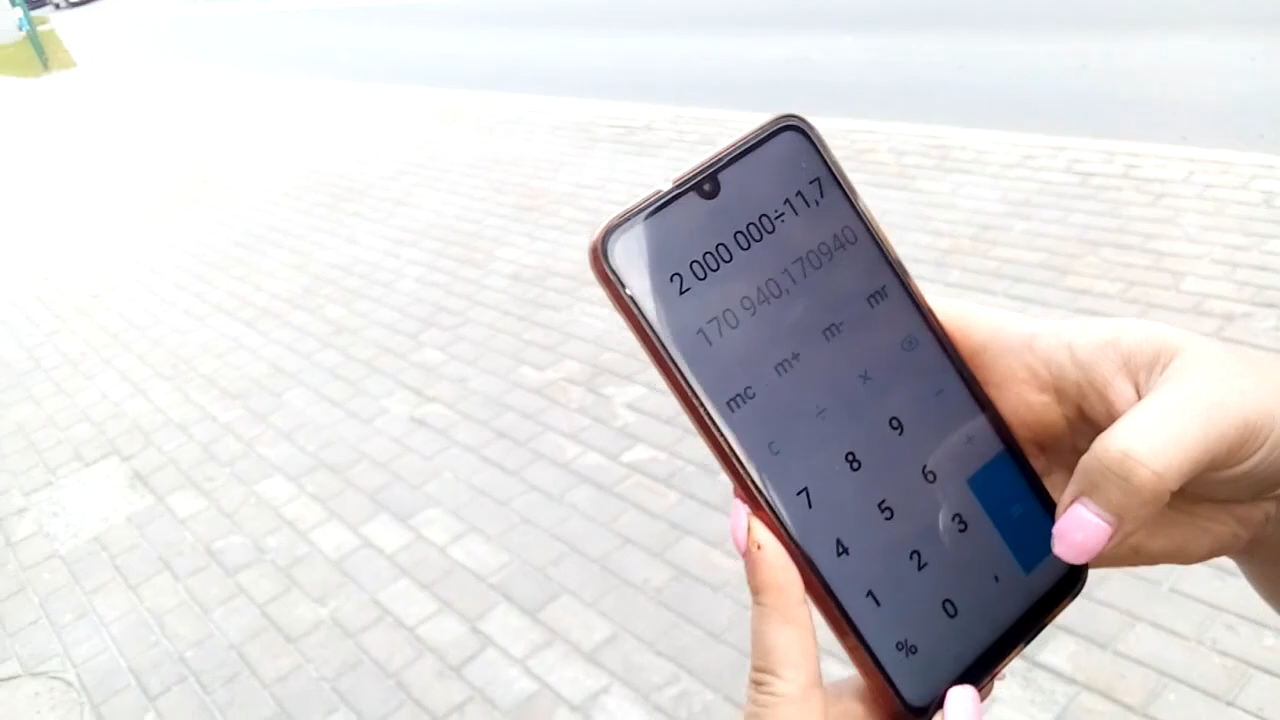 2 000 000÷11,7
170 940,170940
mc m+ m- mr
c ÷ × ⌫
7 8 9 −
4 5 6 +
1 2 3 =
% 0 ,